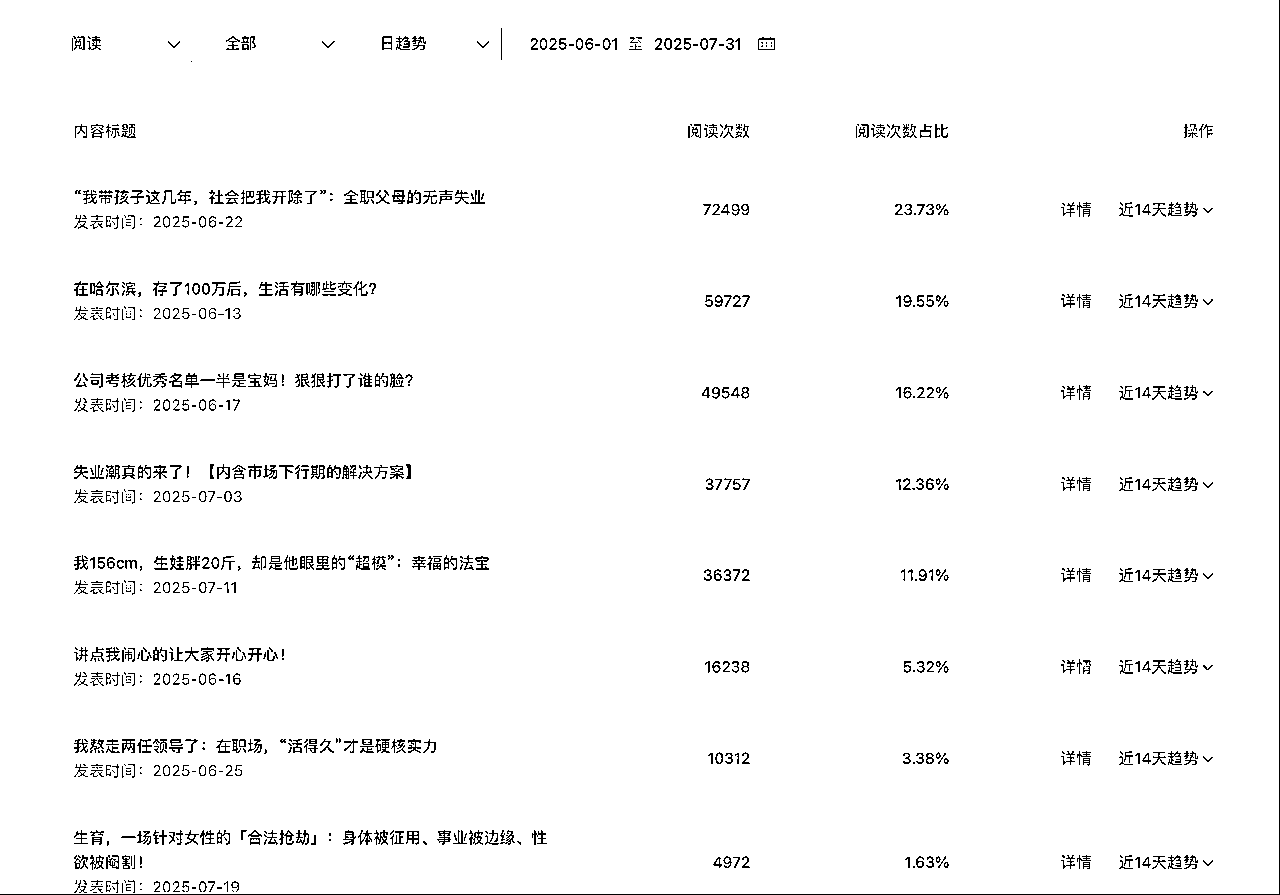 阅读 全部 日趋势 2025-06-01 至 2025-07-31
内容标题 阅读次数 阅读次数占比 操作
“我带孩子这几年，社会把我开除了”：全职父母的无声失业
发表时间：2025-06-22
72499 23.73% 详情 近14天趋势
在哈尔滨，存了100万后，生活有哪些变化？
发表时间：2025-06-13
59727 19.55% 详情 近14天趋势
公司考核优秀名单一半是宝妈！狠狠打了谁的脸？
发表时间：2025-06-17
49548 16.22% 详情 近14天趋势
失业潮真的来了！【内含市场下行期的解决方案】
发表时间：2025-07-03
37757 12.36% 详情 近14天趋势
我156cm，生娃胖20斤，却是他眼里的“超模”：幸福的法宝
发表时间：2025-07-11
36372 11.91% 详情 近14天趋势
讲点我闹心的让大家开心开心！
发表时间：2025-06-16
16238 5.32% 详情 近14天趋势
我熬走两任领导了：在职场，“活得久”才是硬核实力
发表时间：2025-06-25
10312 3.38% 详情 近14天趋势
生育，一场针对女性的「合法抢劫」：身体被征用、事业被边缘、性
欲被阉割！
发表时间：2025-07-19
4972 1.63% 详情 近14天趋势